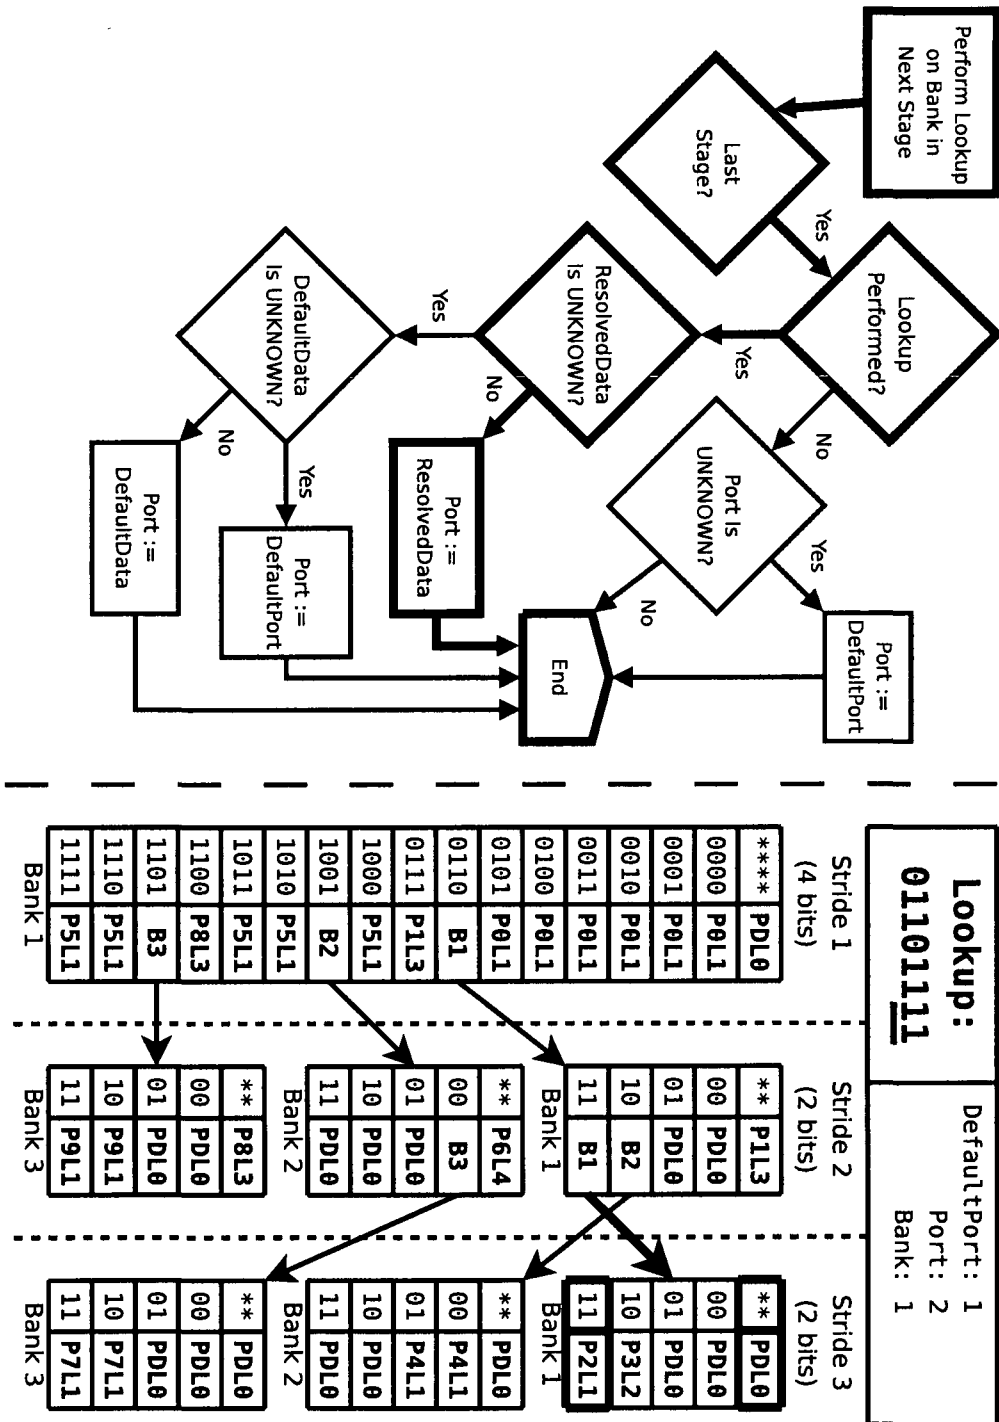 Perform Lookup
on Bank in
Next Stage
Last
Stage?
Yes
Lookup
Performed?
Yes
No
ResolvedData
Is UNKNOWN?
Port Is
UNKNOWN?
Yes
No
Port :=
DefaultPort
Yes
No
DefaultData
Is UNKNOWN?
Port :=
ResolvedData
End
Yes
No
Port :=
DefaultPort
Port :=
DefaultData
Lookup:
01101111
DefaultPort: 1
Port: 2
Bank: 1
Stride 1
(4 bits)
**** PDL0
0000 P0L1
0001 P0L1
0010 P0L1
0011 P0L1
0100 P0L1
0101 P0L1
0110 B1
0111 P1L3
1000 P5L1
1001 B2
1010 P5L1
1011 P5L1
1100 P8L3
1101 B3
1110 P5L1
1111 P5L1
Bank 1
Stride 2
(2 bits)
** P1L3
00 PDL0
01 PDL0
10 B2
11 B1
Bank 1
** P6L4
00 B3
01 PDL0
10 PDL0
11 PDL0
Bank 2
** P8L3
00 PDL0
01 PDL0
10 P9L1
11 P9L1
Bank 3
Stride 3
(2 bits)
** PDL0
00 PDL0
01 PDL0
10 P3L2
11 P2L1
Bank 1
** PDL0
00 P4L1
01 P4L1
10 PDL0
11 PDL0
Bank 2
** PDL0
00 PDL0
01 PDL0
10 P7L1
11 P7L1
Bank 3